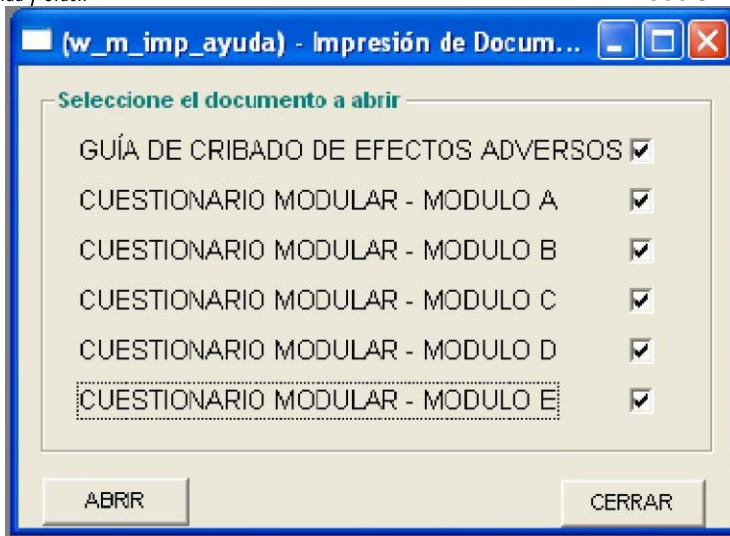 (w_m_imp_ayuda) - Impresión de Docum...
Seleccione el documento a abrir
GUÍA DE CRIBADO DE EFECTOS ADVERSOS
CUESTIONARIO MODULAR - MODULO A
CUESTIONARIO MODULAR - MODULO B
CUESTIONARIO MODULAR - MODULO C
CUESTIONARIO MODULAR - MODULO D
CUESTIONARIO MODULAR - MODULO E
ABRIR CERRAR